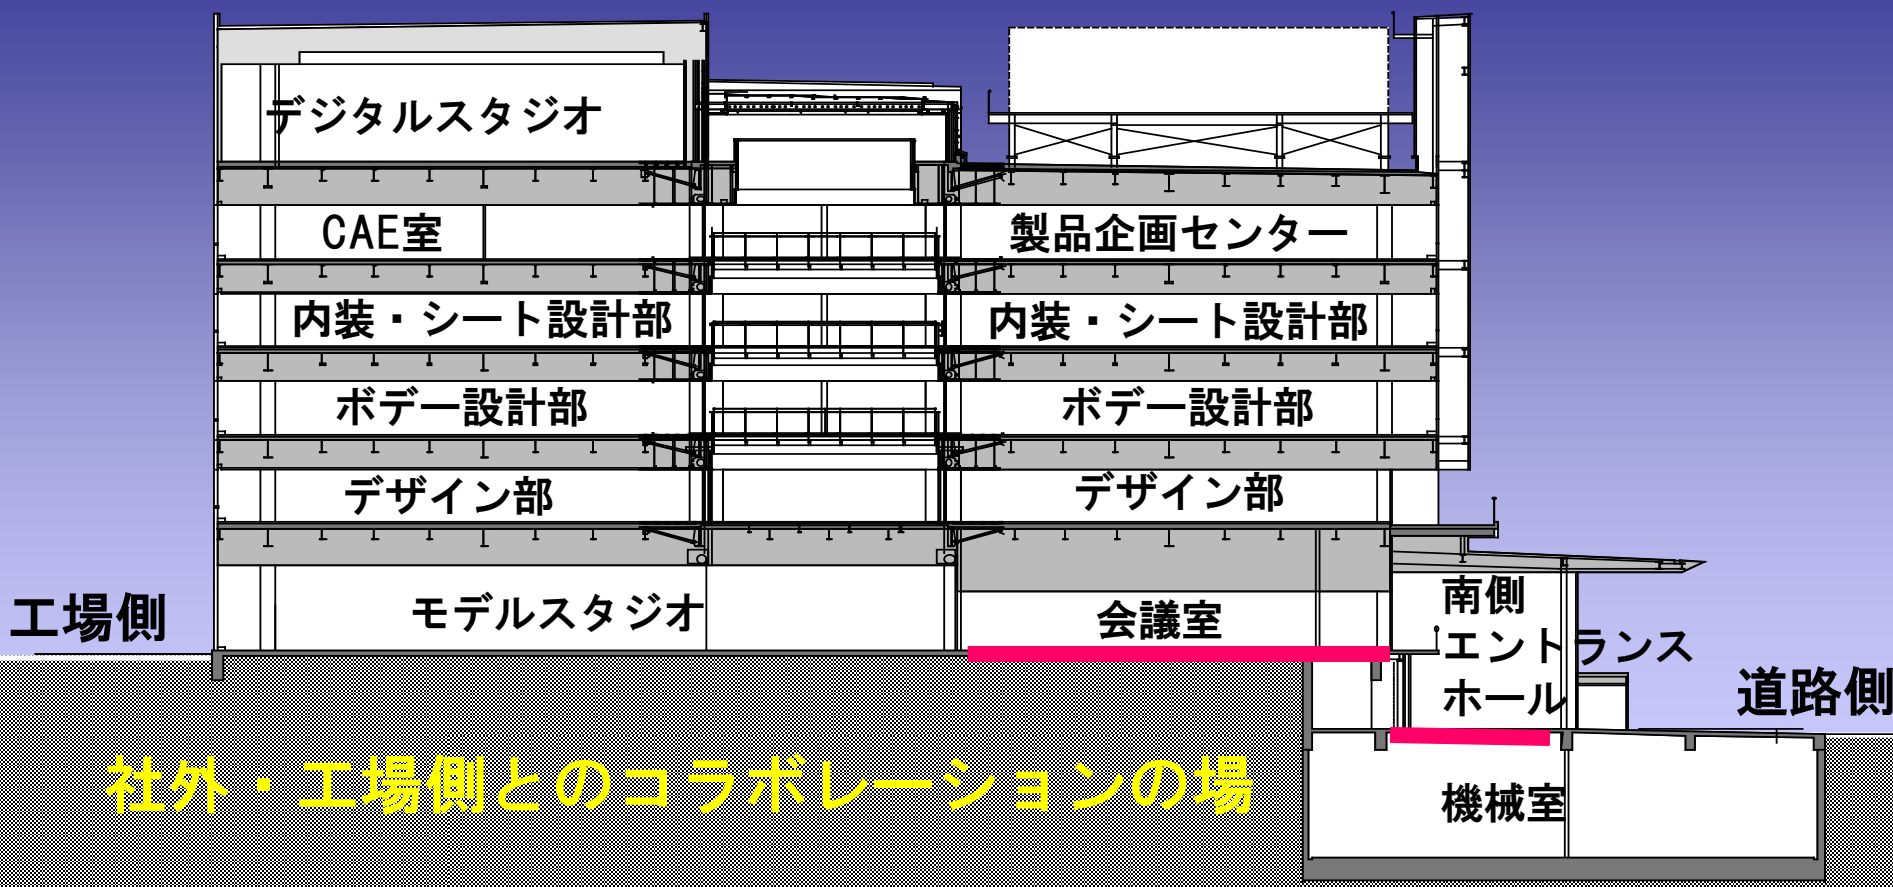 デジタルスタジオ
CAE室
製品企画センター
内装・シート設計部
内装・シート設計部
ボデー設計部
ボデー設計部
デザイン部
デザイン部
モデルスタジオ
会議室
南側
エントランス
ホール
工場側
道路側
社外・工場側とのコラボレーションの場
機械室